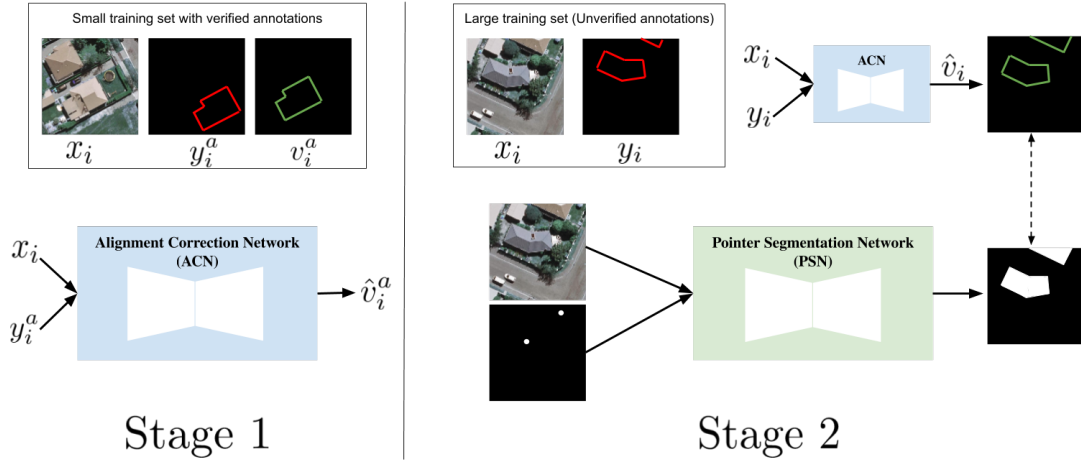 Small training set with verified annotations
x_i
y_i^a
v_i^a
x_i
y_i^a
Alignment Correction Network
(ACN)
v̂_i^a
Stage 1
Large training set (Unverified annotations)
x_i
y_i
x_i
y_i
ACN
v̂_i
Pointer Segmentation Network
(PSN)
Stage 2